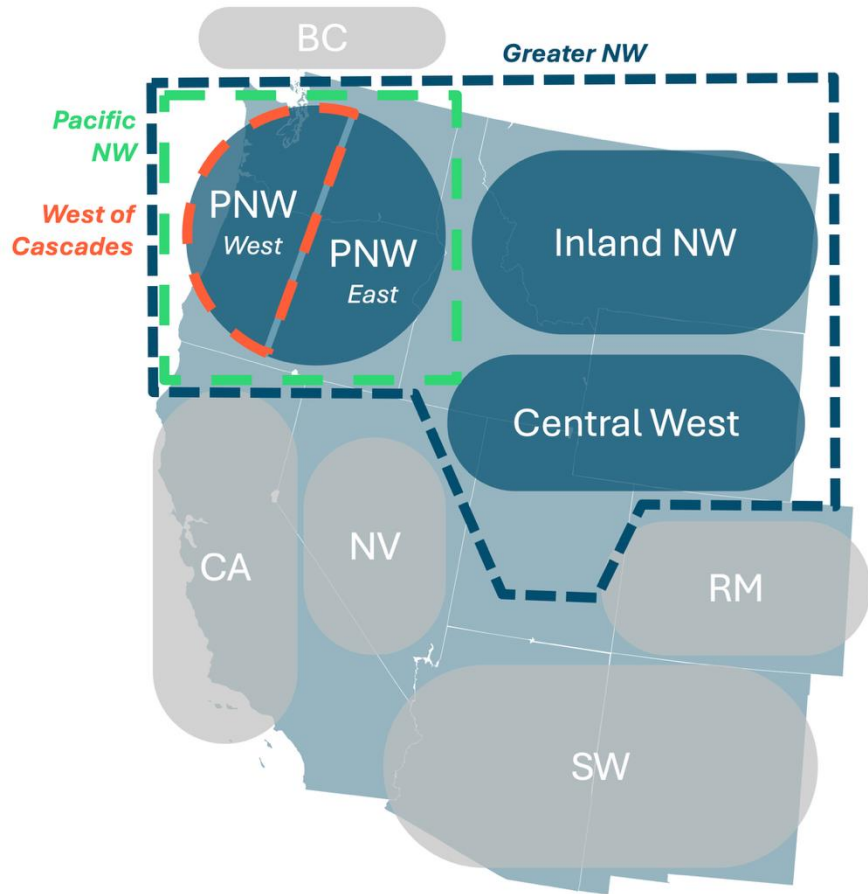 BC
Greater NW
Pacific
NW
West of
Cascades
PNW
West
PNW
East
Inland NW
Central West
CA
NV
RM
SW